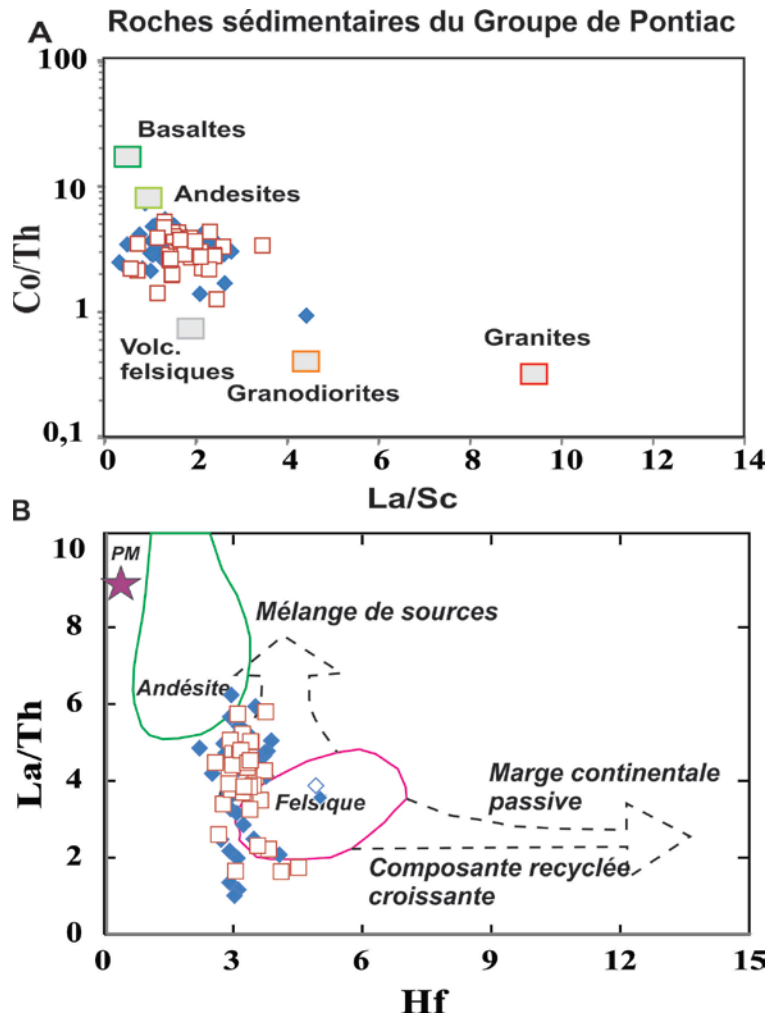 Roches sédimentaires du Groupe de Pontiac
A
100
Basaltes
10
Andesites
Co/Th
1
Volc.
felsiques
Granodiorites
Granites
0,1
0 2 4 6 8 10 12 14
La/Sc
B
10
PM
8
Mélange de sources
Andésite
6
La/Th
4
Felsique
Marge continentale
passive
2
Composante recyclée
croissante
0
0 3 6 9 12 15
Hf